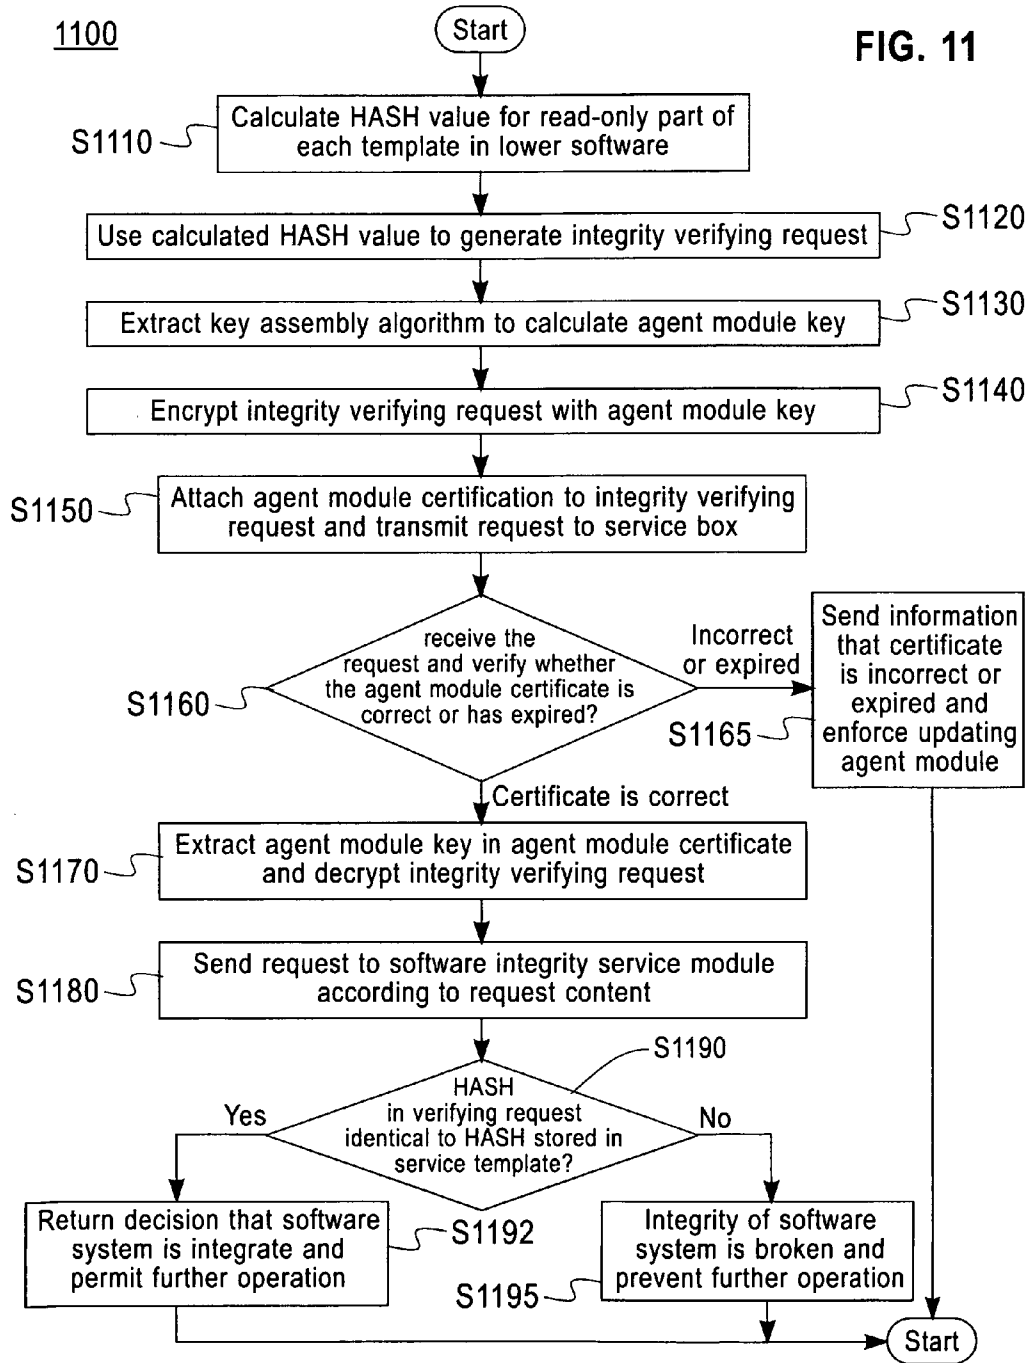 1100
Start
FIG. 11
S1110
Calculate HASH value for read-only part of
each template in lower software
S1120
Use calculated HASH value to generate integrity verifying request
S1130
Extract key assembly algorithm to calculate agent module key
S1140
Encrypt integrity verifying request with agent module key
S1150
Attach agent module certification to integrity verifying
request and transmit request to service box
S1160
receive the
request and verify whether
the agent module certificate is
correct or has expired?
Incorrect
or expired
S1165
Send information
that certificate
is incorrect or
expired and
enforce updating
agent module
Certificate is correct
S1170
Extract agent module key in agent module certificate
and decrypt integrity verifying request
S1180
Send request to software integrity service module
according to request content
S1190
HASH
in verifying request
identical to HASH stored in
service template?
Yes
No
Return decision that software
system is integrate and
permit further operation
S1192
Integrity of software
system is broken and
prevent further operation
S1195
Start